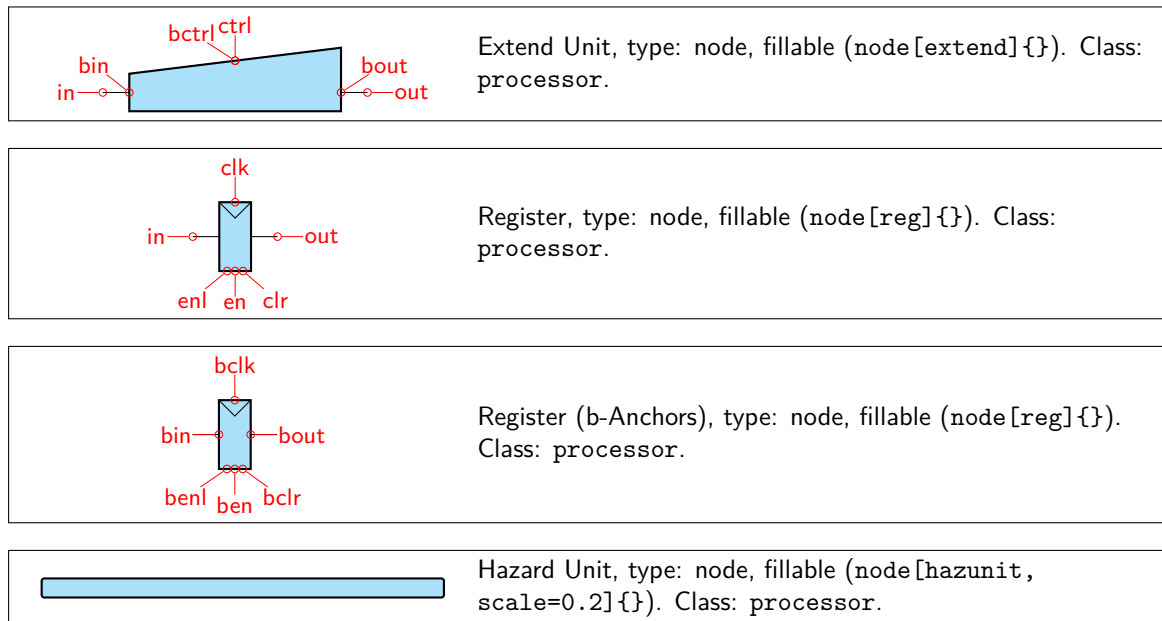 bctrl ctrl
bin
bout
in
out
Extend Unit, type: node, fillable (node[extend]{}). Class:
processor.
clk
in
out
enl en clr
Register, type: node, fillable (node[reg]{}). Class:
processor.
bclk
bin
bout
benl ben bclr
Register (b-Anchors), type: node, fillable (node[reg]{}).
Class: processor.
Hazard Unit, type: node, fillable (node[hazunit,
scale=0.2]{}). Class: processor.